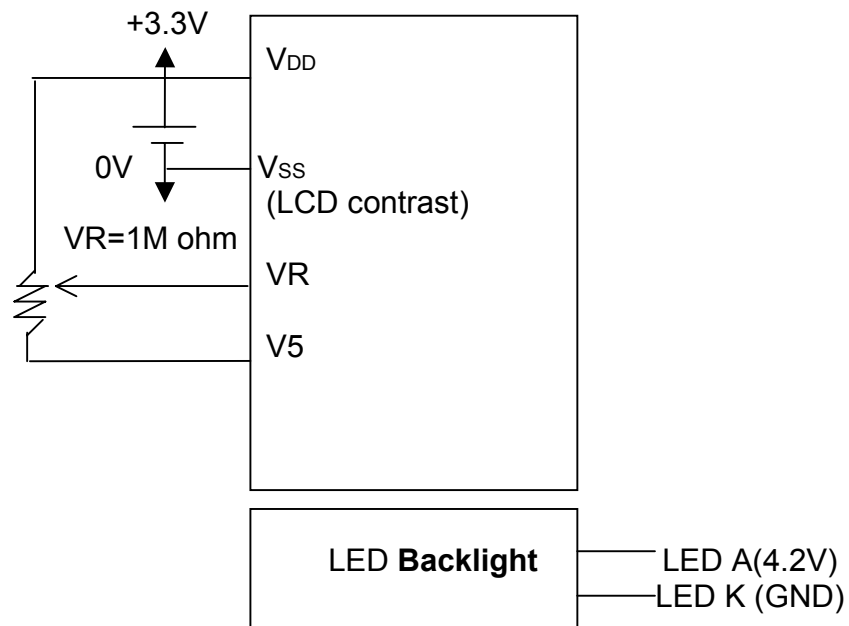 +3.3V
VDD
0V
VSS
(LCD contrast)
VR=1M ohm
VR
V5
LED Backlight
LED A(4.2V)
LED K (GND)